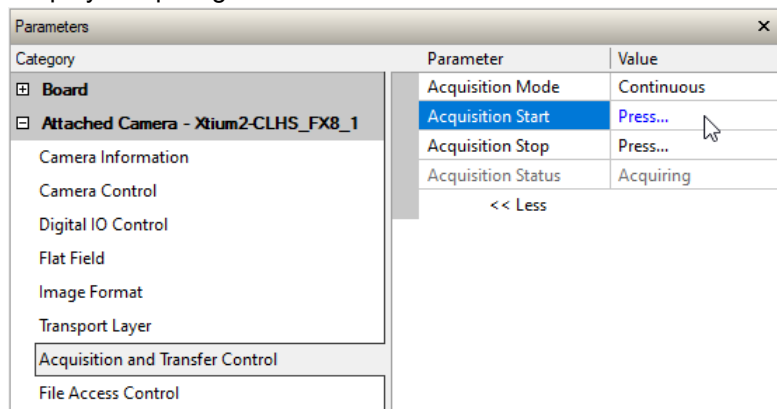 Parameters ×
Category Parameter Value
Board Acquisition Mode Continuous
Attached Camera - Xtium2-CLHS_FX8_1 Acquisition Start Press...
Camera Information Acquisition Stop Press...
Camera Control Acquisition Status Acquiring
Digital IO Control << Less
Flat Field
Image Format
Transport Layer
Acquisition and Transfer Control
File Access Control